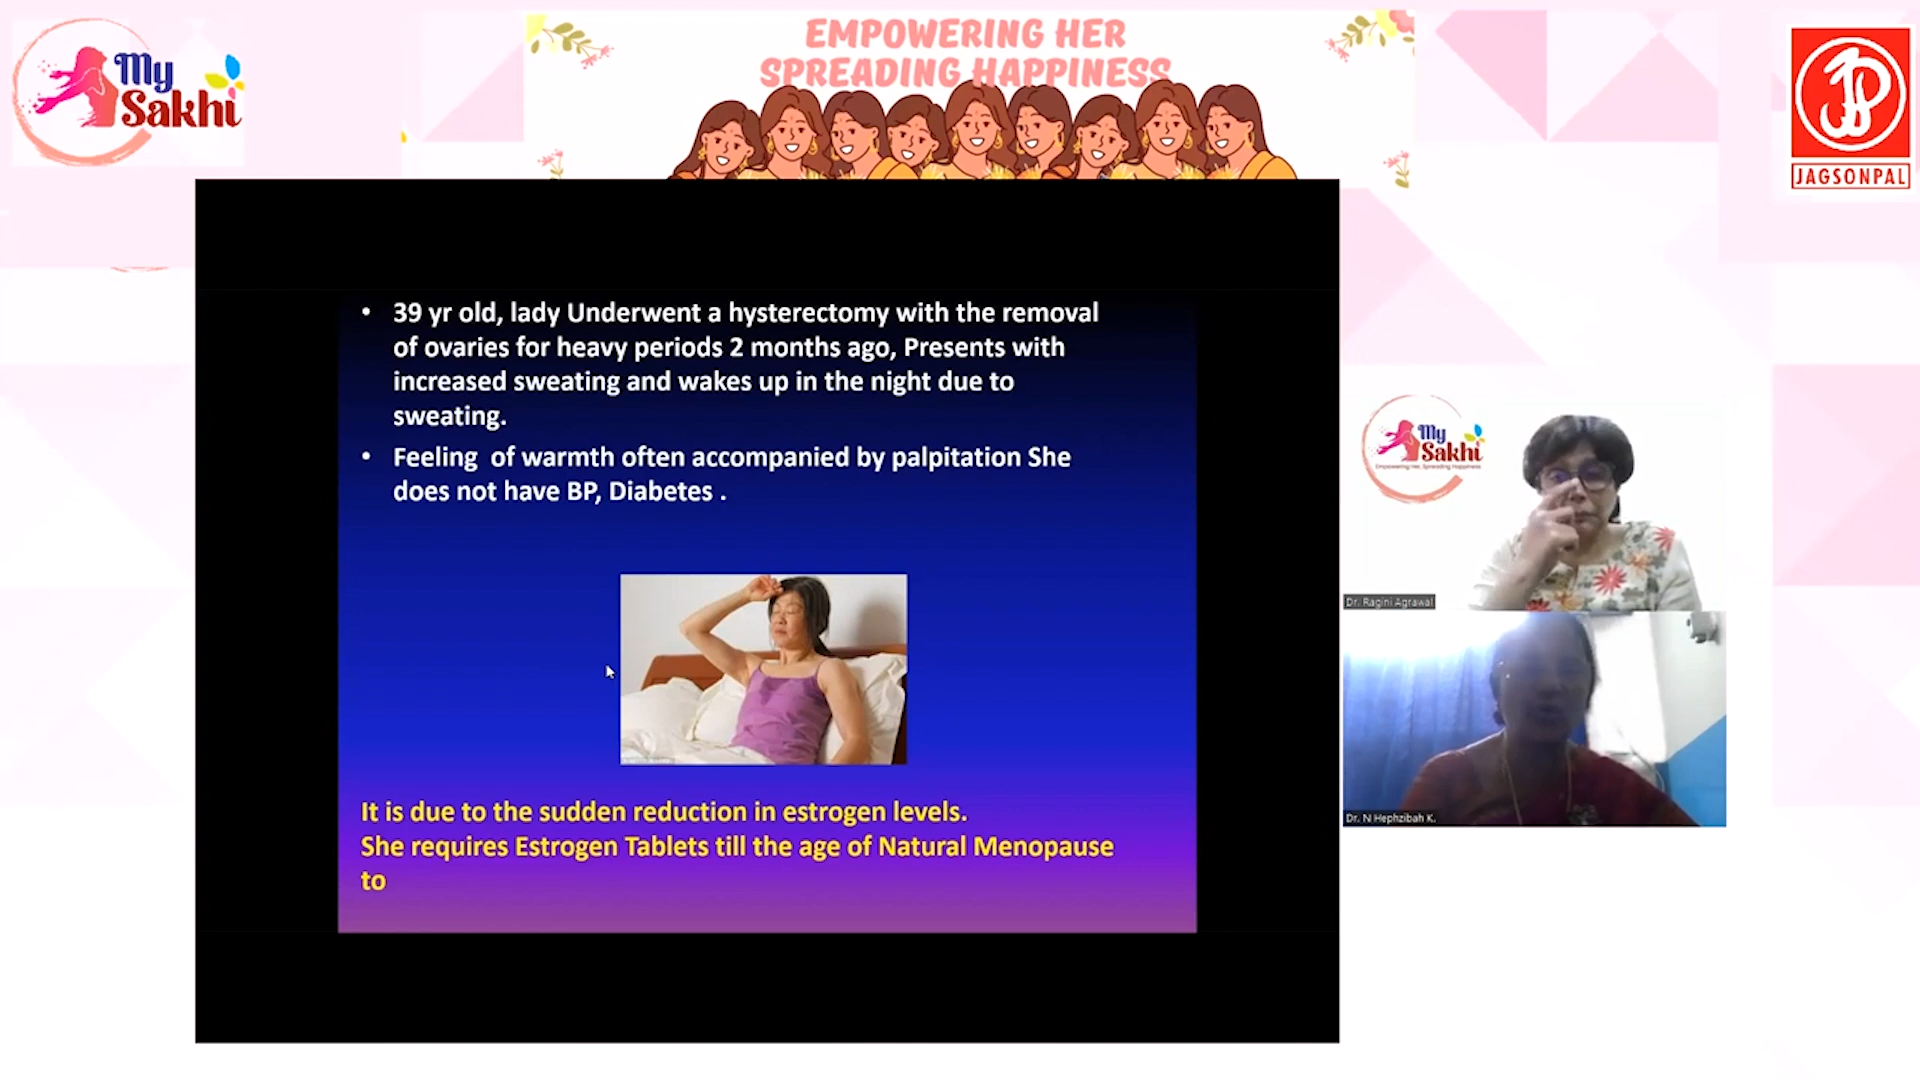 My
Sakhi
EMPOWERING HER
SPREADING HAPPINESS
JAGSONPAL
• 39 yr old, lady Underwent a hysterectomy with the removal
of ovaries for heavy periods 2 months ago, Presents with
increased sweating and wakes up in the night due to
sweating.
• Feeling of warmth often accompanied by palpitation She
does not have BP, Diabetes .
It is due to the sudden reduction in estrogen levels.
She requires Estrogen Tablets till the age of Natural Menopause
to
My
Sakhi
Empowering Her, Spreading Happiness
Dr. Ragini Agrawal
Dr. N Hephzibah K.